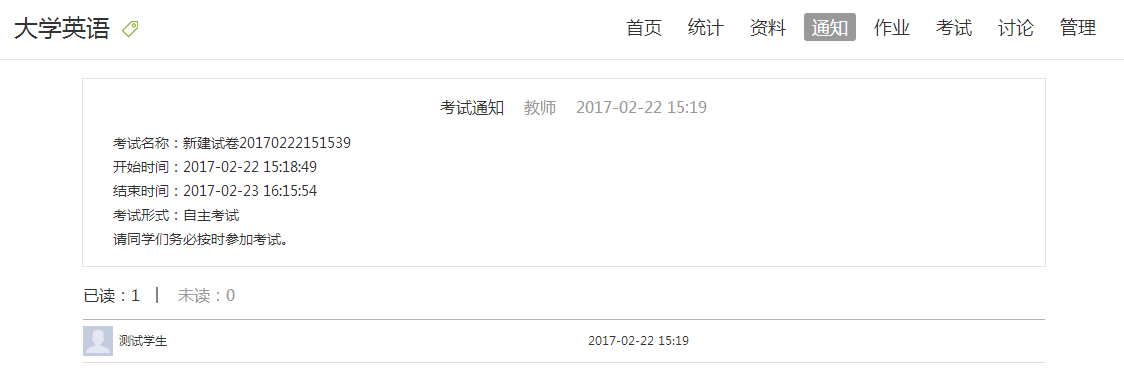 大学英语
首页 统计 资料 通知 作业 考试 讨论 管理
考试通知 教师 2017-02-22 15:19
考试名称：新建试卷20170222151539
开始时间：2017-02-22 15:18:49
结束时间：2017-02-23 16:15:54
考试形式：自主考试
请同学们务必按时参加考试。
已读：1 | 未读：0
测试学生 2017-02-22 15:19